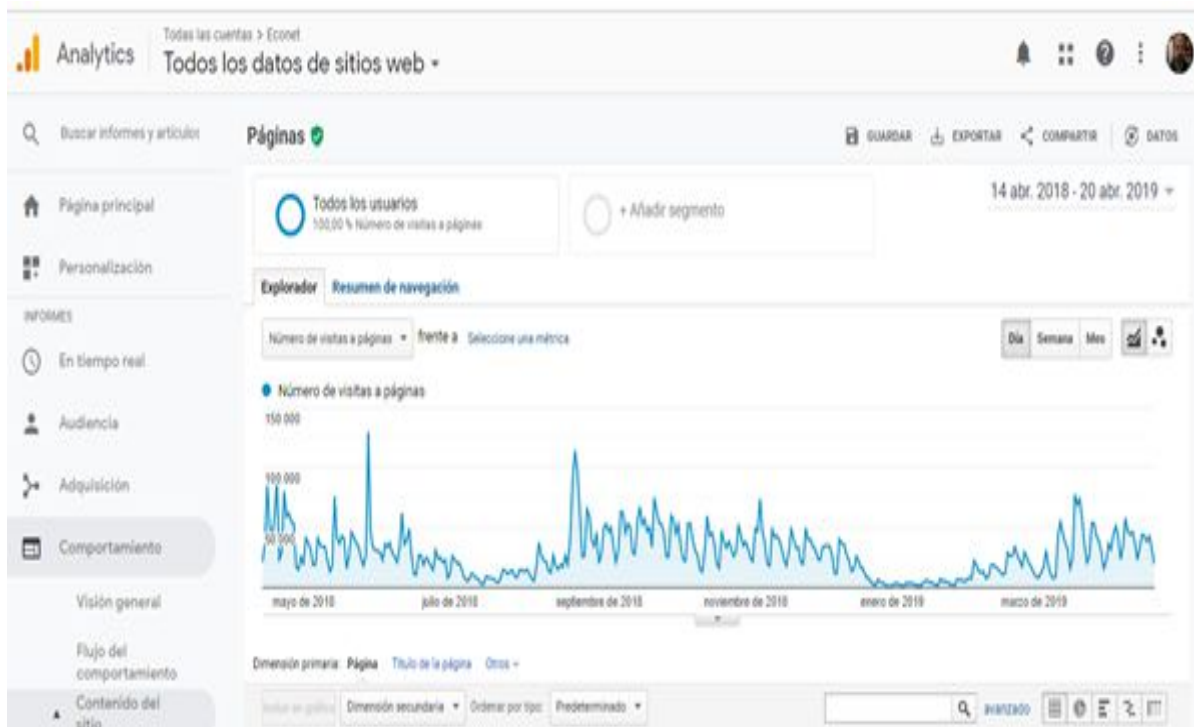 Todas las cuentas > Econet
Analytics
Todos los datos de sitios web
Buscar informes y artículos
Páginas
GUARDAR
EXPORTAR
COMPARTIR
DATOS
Página principal
Todos los usuarios
100,00 % Número de visitas a páginas
+ Añadir segmento
14 abr. 2018 - 20 abr. 2019
Personalización
Explorador
Resumen de navegación
INFORMES
Número de visitas a páginas
frente a
Seleccione una métrica
Día
Semana
Mes
En tiempo real
Número de visitas a páginas
Audiencia
150 000
100 000
50 000
Adquisición
Comportamiento
mayo de 2018
julio de 2018
septiembre de 2018
noviembre de 2018
enero de 2019
marzo de 2019
Visión general
Flujo del
comportamiento
Contenido del
sitio
Dimensión primaria:
Página
Título de la página
Otros
Dimensión secundaria
Ordenar por tipo:
Predeterminado
avanzado